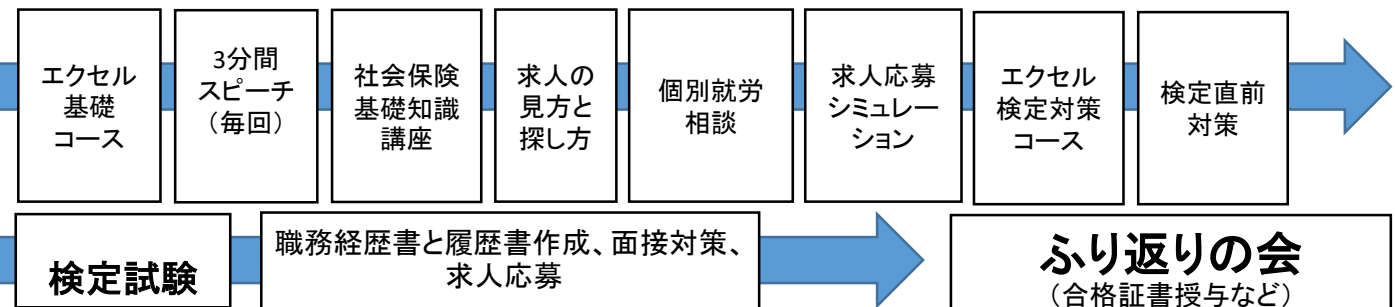 エクセル
基礎
コース
3分間
スピーチ
（毎回）
社会保険
基礎知識
講座
求人の
見方と
探し方
個別就労
相談
求人応募
シミュレー
ション
エクセル
検定対策
コース
検定直前
対策
検定試験
職務経歴書と履歴書作成、面接対策、
求人応募
ふり返りの会
（合格証書授与など）